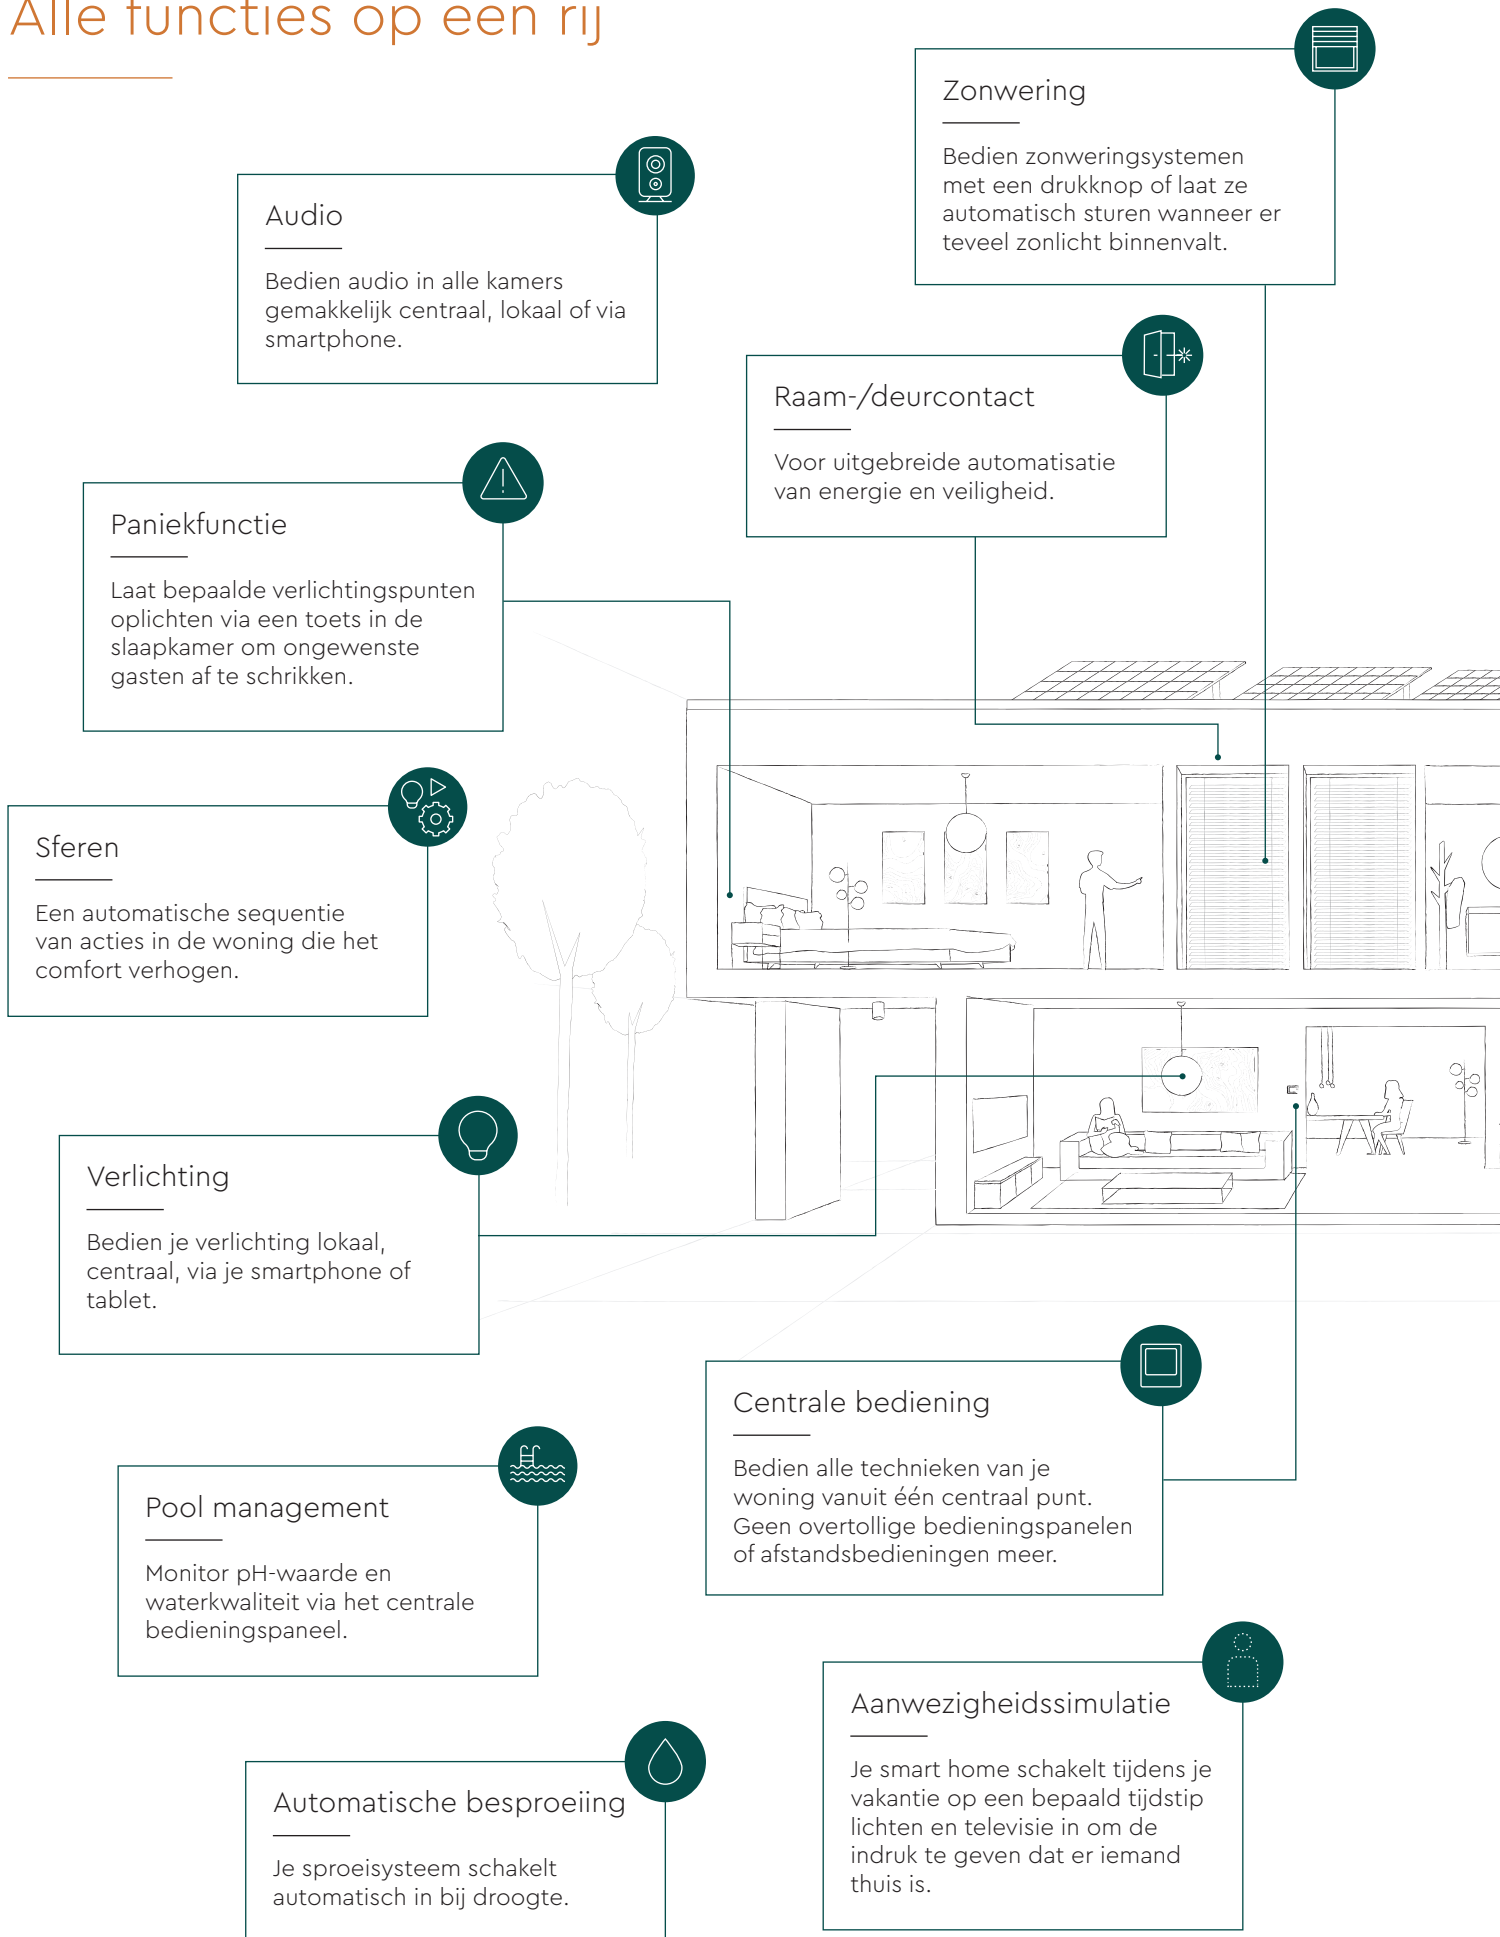 Alle functies op een rij
Zonwering
Bedien zonweringsystemen
met een drukknop of laat ze
automatisch sturen wanneer er
teveel zonlicht binnenvalt.
Audio
Bedien audio in alle kamers
gemakkelijk centraal, lokaal of via
smartphone.
Raam-/deurcontact
Voor uitgebreide automatisatie
van energie en veiligheid.
Paniekfunctie
Laat bepaalde verlichtingspunten
oplichten via een toets in de
slaapkamer om ongewenste
gasten af te schrikken.
Sferen
Een automatische sequentie
van acties in de woning die het
comfort verhogen.
Verlichting
Bedien je verlichting lokaal,
centraal, via je smartphone of
tablet.
Centrale bediening
Bedien alle technieken van je
woning vanuit één centraal punt.
Geen overtollige bedieningspanelen
of afstandsbedieningen meer.
Pool management
Monitor pH-waarde en
waterkwaliteit via het centrale
bedieningspaneel.
Aanwezigheidssimulatie
Je smart home schakelt tijdens je
vakantie op een bepaald tijdstip
lichten en televisie in om de
indruk te geven dat er iemand
thuis is.
Automatische besproeiing
Je sproeisysteem schakelt
automatisch in bij droogte.